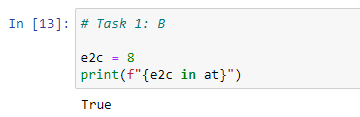 In [13]: # Task 1: B
e2c = 8
print(f"{e2c in at}")
True